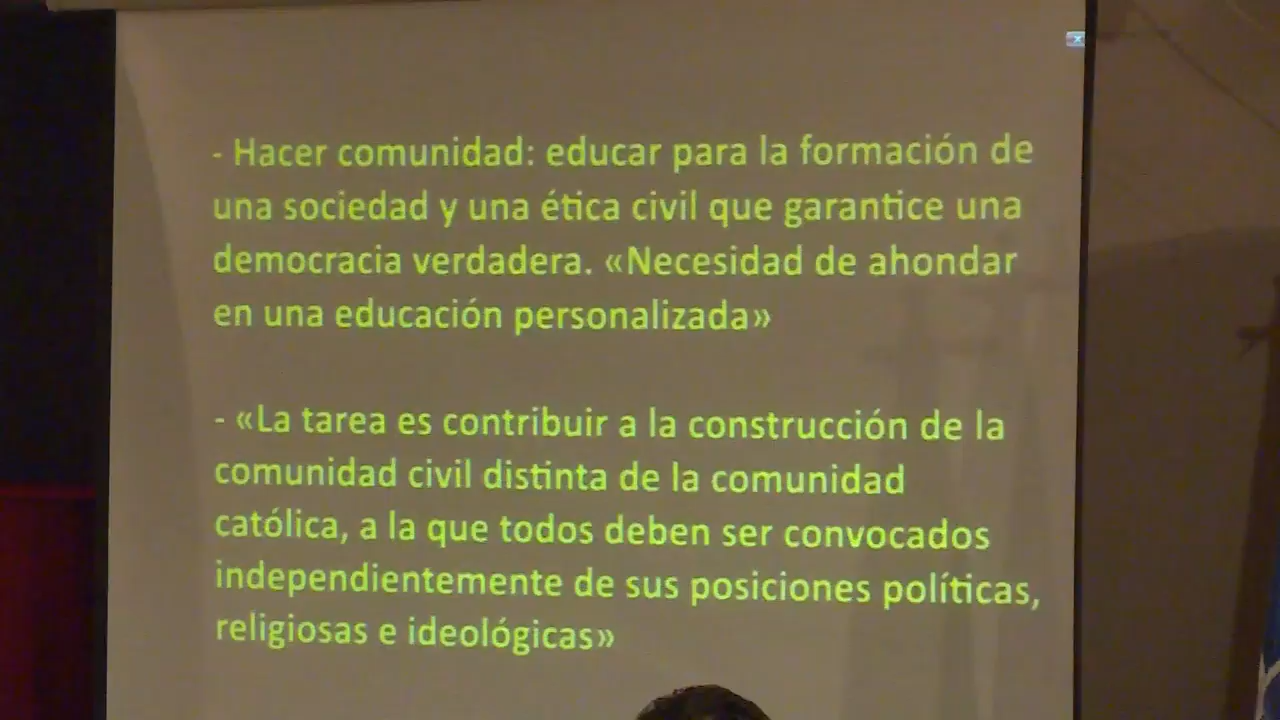 - Hacer comunidad: educar para la formación de
una sociedad y una ética civil que garantice una
democracia verdadera. «Necesidad de ahondar
en una educación personalizada»
- «La tarea es contribuir a la construcción de la
comunidad civil distinta de la comunidad
católica, a la que todos deben ser convocados
independientemente de sus posiciones políticas,
religiosas e ideológicas»